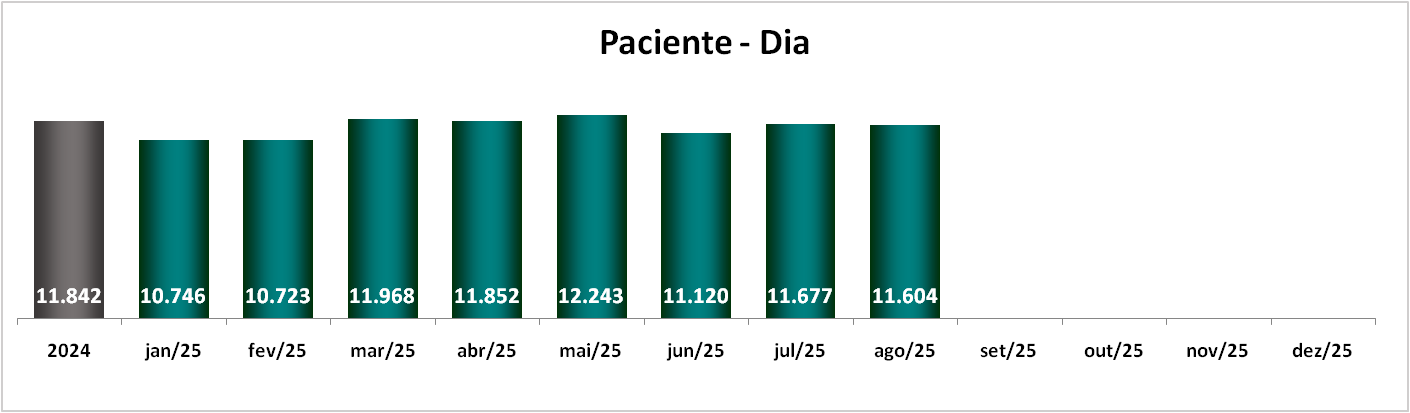 Paciente - Dia
11.842 10.746 10.723 11.968 11.852 12.243 11.120 11.677 11.604
2024 jan/25 fev/25 mar/25 abr/25 mai/25 jun/25 jul/25 ago/25 set/25 out/25 nov/25 dez/25